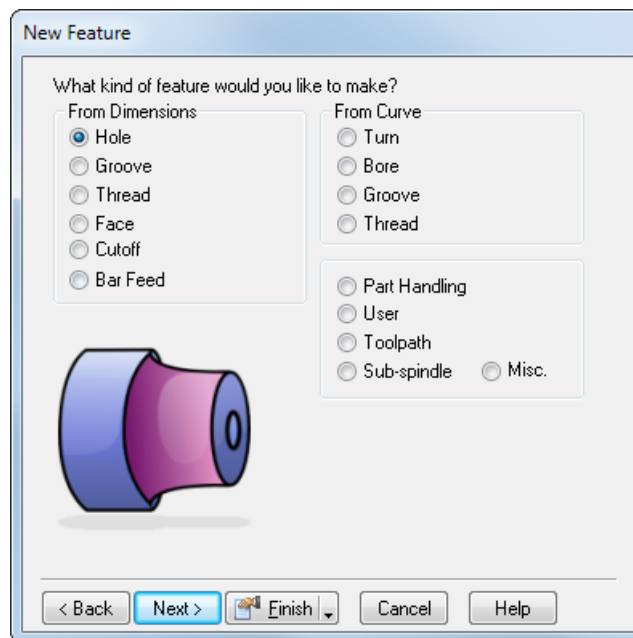 New Feature
What kind of feature would you like to make?
From Dimensions
Hole
Groove
Thread
Face
Cutoff
Bar Feed
From Curve
Turn
Bore
Groove
Thread
Part Handling
User
Toolpath
Sub-spindle Misc.
< Back Next > Finish Cancel Help